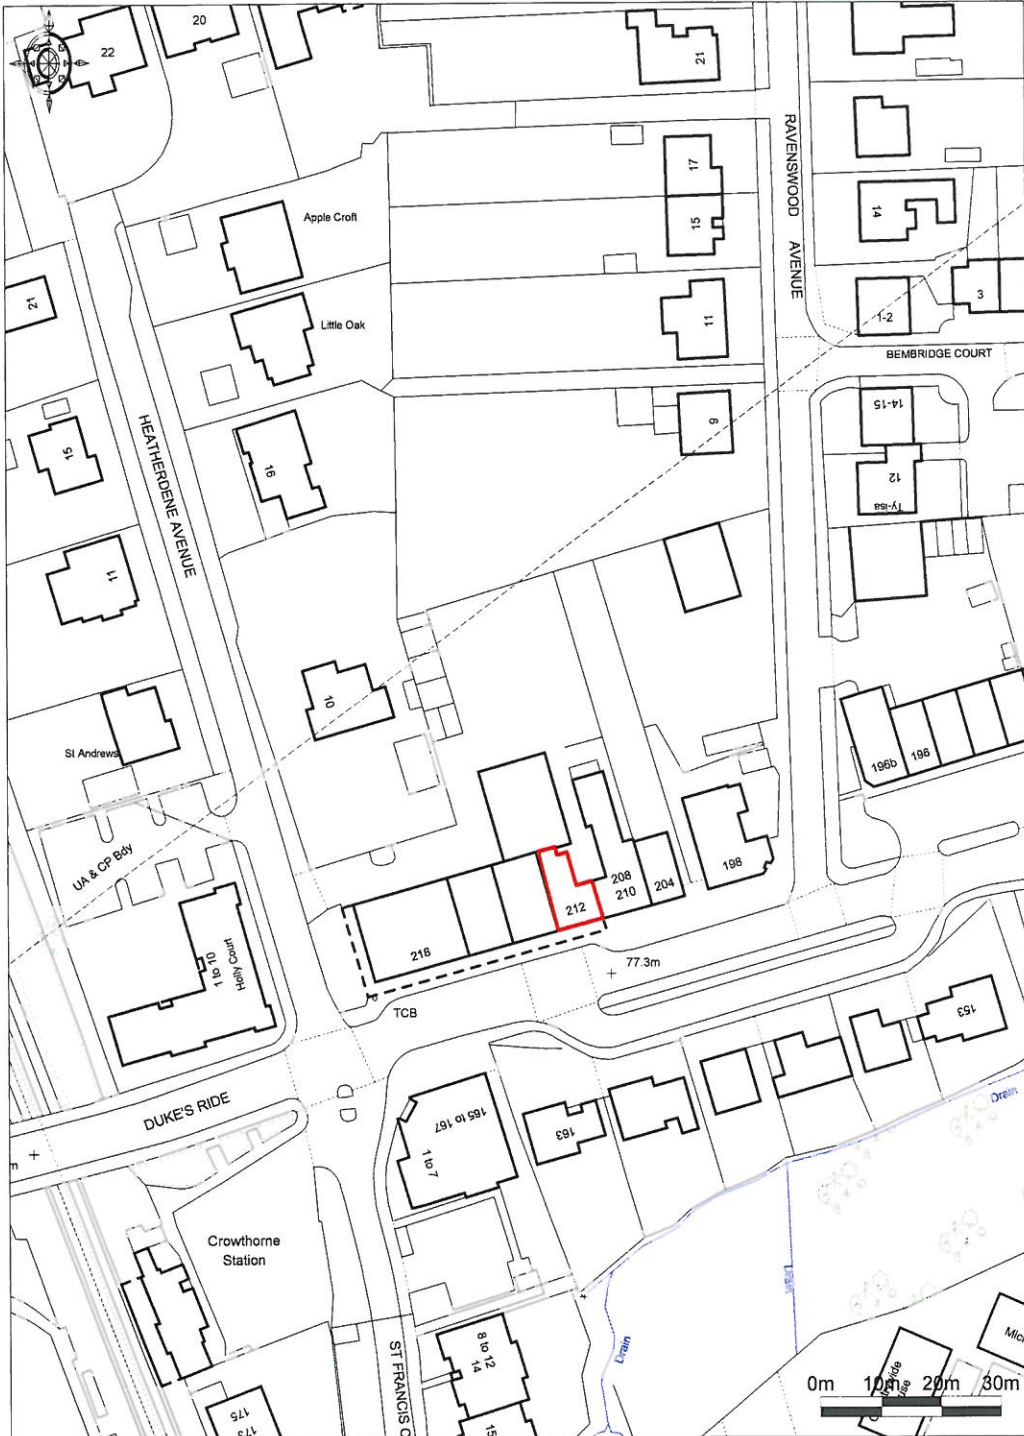 22
20
21
RAVENSWOOD AVENUE
17
15
14
Apple Croft
21
Little Oak
11
3
1-2
BEMBRIDGE COURT
14-15
9
12
Ty-isa
HEATHERDENE AVENUE
15
16
11
10
St Andrews
196b
196
UA & CP Bdy
Holly Court
1 to 10
218
212
208
210
204
198
77.3m
TCB
153
DUKE'S RIDE
165 to 167
1 to 7
163
Drain
m
Crowthorne
Station
Drain
Drain
ST FRANCIS C
8 to 12
14
15
175
173
0m 10m 20m 30m